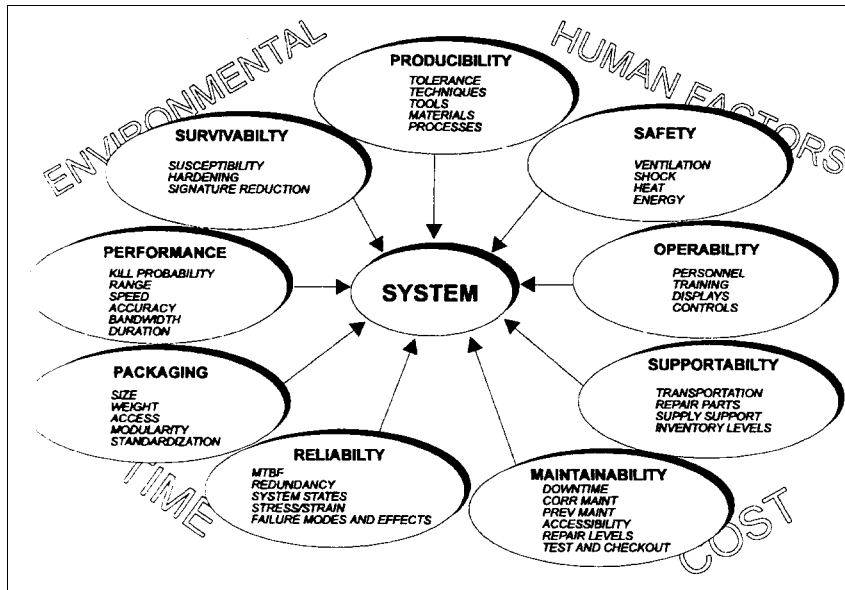 ENVIRONMENTAL
HUMAN FACTORS
PRODUCIBILITY
TOLERANCE
TECHNIQUES
TOOLS
MATERIALS
PROCESSES
SURVIVABILTY
SUSCEPTIBILITY
HARDENING
SIGNATURE REDUCTION
SAFETY
VENTILATION
SHOCK
HEAT
ENERGY
PERFORMANCE
KILL PROBABILITY
RANGE
SPEED
ACCURACY
BANDWIDTH
DURATION
SYSTEM
OPERABILITY
PERSONNEL
TRAINING
DISPLAYS
CONTROLS
PACKAGING
SIZE
WEIGHT
ACCESS
MODULARITY
STANDARDIZATION
SUPPORTABILTY
TRANSPORTATION
REPAIR PARTS
SUPPLY SUPPORT
INVENTORY LEVELS
RELIABILTY
MTBF
REDUNDANCY
SYSTEM STATES
STRESS/STRAIN
FAILURE MODES AND EFFECTS
MAINTAINABILITY
DOWNTIME
CORR MAINT
PREV MAINT
ACCESSIBILITY
REPAIR LEVELS
TEST AND CHECKOUT
TIME
COST